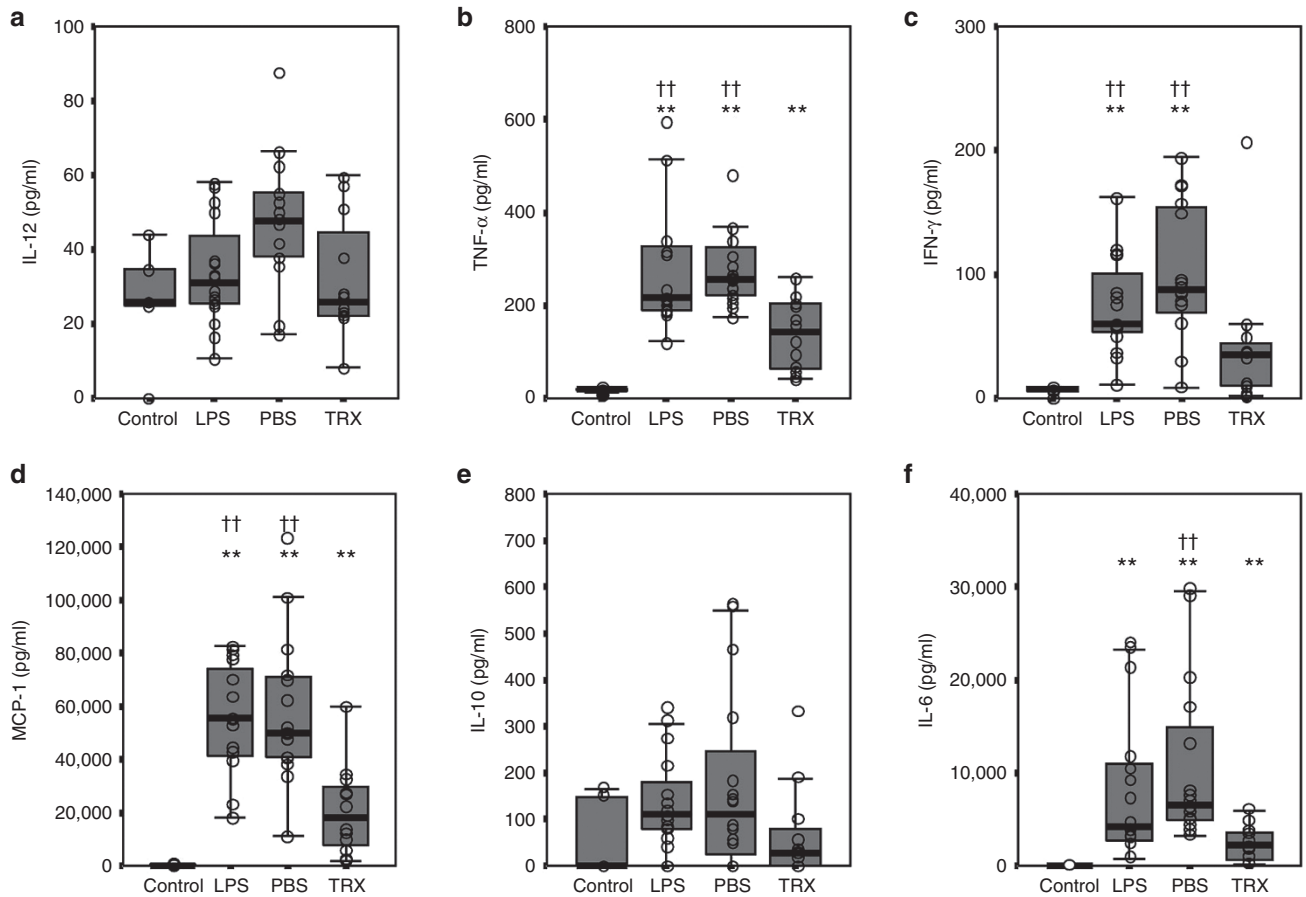 a
100
80
60
40
20
0
IL-12 (pg/ml)
Control LPS PBS TRX
b
800
600
400
200
0
TNF-α (pg/ml)
†† ††
** ** **
Control LPS PBS TRX
c
300
200
100
0
IFN-γ (pg/ml)
†† ††
** **
Control LPS PBS TRX
d
140,000
120,000
100,000
80,000
60,000
40,000
20,000
0
MCP-1 (pg/ml)
†† ††
** ** **
Control LPS PBS TRX
e
800
700
600
500
400
300
200
100
0
IL-10 (pg/ml)
Control LPS PBS TRX
f
40,000
30,000
20,000
10,000
0
IL-6 (pg/ml)
††
** ** **
Control LPS PBS TRX